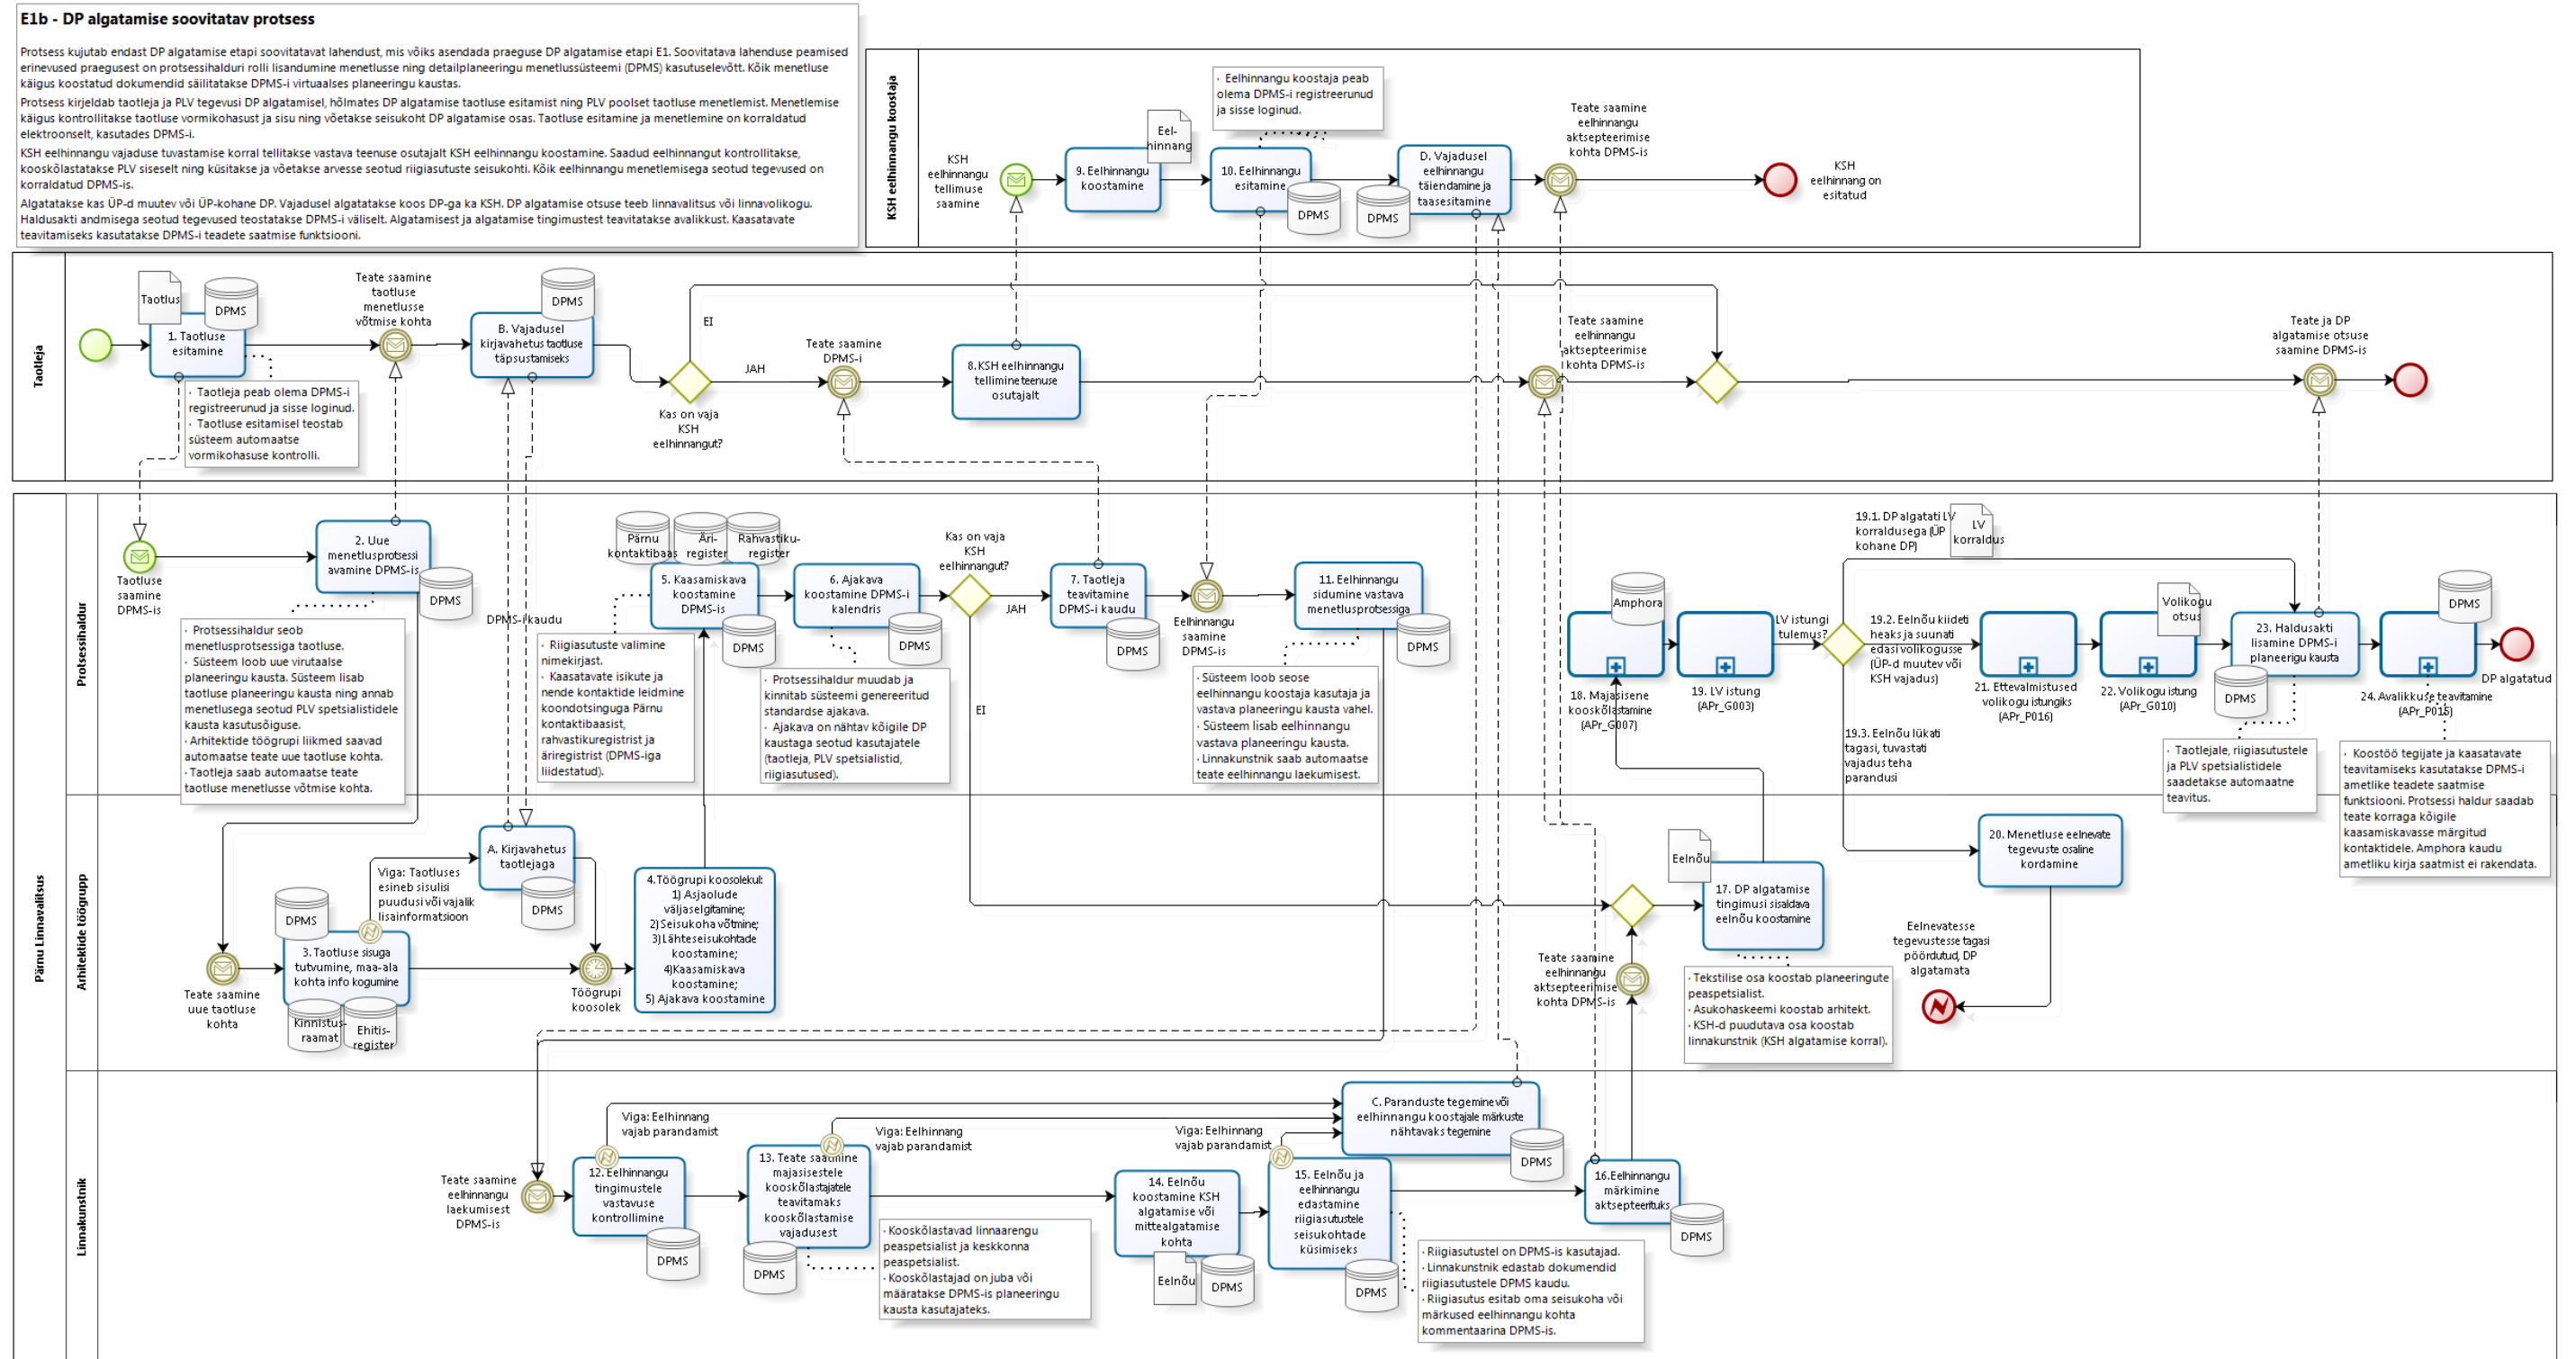 E1b - DP algatamise soovitatav protsess
Protsess kujutab endast DP algatamise etapi soovitatavat lahendust, mis võiks asendada praeguse DP algatamise etapi E1. Soovitatava lahenduse peamised
erinevused praegusest on protsessihalduri rolli lisandumine menetlusse ning detailplaneeringu menetlussüsteemi (DPMS) kasutuselevõtt. Kõik menetluse
käigus koostatud dokumendid säilitatakse DPMS-i virtuaalses planeeringu kaustas.
Protsess kirjeldab taotleja ja PLV tegevusi DP algatamisel, hõlmates DP algatamise taotluse esitamist ning PLV poolset taotluse menetlemist. Menetlemise
käigus kontrollitakse taotluse vormikohasust ja sisu ning võetakse seisukoht DP algatamise osas. Taotluse esitamine ja menetlemine on korraldatud
elektroonselt, kasutades DPMS-i.
KSH eelhinnangu vajaduse tuvastamise korral tellitakse vastava teenuse osutajalt KSH eelhinnangu koostamine. Saadud eelhinnangut kontrollitakse,
kooskõlastatakse PLV siseselt ning küsitakse ja võetakse arvesse seotud riigiasutuste seisukohti. Kõik eelhinnangu menetlemisega seotud tegevused on
korraldatud DPMS-is.
Algatatakse kas ÜP-d muutev või ÜP-kohane DP. Vajadusel algatatakse koos DP-ga ka KSH. DP algatamise otsuse teeb linnavalitsus või linnavolikogu.
Haldusakti andmisega seotud tegevused teostatakse DPMS-i väliselt. Algatamisest ja algatamise tingimustest teavitatakse avalikkust. Kaasatavate
teavitamiseks kasutatakse DPMS-i teadete saatmise funktsiooni.
KSH eelhinnangu koostaja
KSH
eelhinnangu
tellimuse
saamine
9. Eelhinnangu
koostamine
Eel-
hinnang
· Eelhinnangu koostaja peab
olema DPMS-i registreerunud
ja sisse loginud.
10. Eelhinnangu
esitamine
DPMS
D. Vajadusel
eelhinnangu
täiendamine ja
taasesitamine
DPMS
Teate saamine
eelhinnangu
aktsepteerimise
kohta DPMS-is
KSH
eelhinnang on
esitatud
Taotleja
Taotlus
DPMS
1. Taotluse
esitamine
· Taotleja peab olema DPMS-i
registreerunud ja sisse loginud.
· Taotluse esitamisel teostab
süsteem automaatse
vormikohasuse kontrolli.
Teate saamine
taotluse
menetlusse
võtmise kohta
DPMS
B. Vajadusel
kirjavahetus taotluse
täpsustamiseks
EI
JAH
Kas on vaja
KSH
eelhinnangut?
Teate saamine
DPMS-i
8.KSH eelhinnangu
tellimine teenuse
osutajalt
Teate saamine
eelhinnangu
aktsepteerimise
kohta DPMS-is
Teate ja DP
algatamise otsuse
saamine DPMS-is
Pärnu Linnavalitsus
Protsessihaldur
Taotluse
saamine
DPMS-is
2. Uue
menetlusprotsessi
avamine DPMS-is
DPMS
· Protsessihaldur seob
menetlusprotsessiga taotluse.
· Süsteem loob uue virutaalse
planeeringu kausta. Süsteem lisab
taotluse planeeringu kausta ning annab
menetlusega seotud PLV spetsialistidele
kausta kasutusõiguse.
· Arhitektide töögrupi liikmed saavad
automaatse teate uue taotluse kohta.
· Taotleja saab automaatse teate
taotluse menetlusse võtmise kohta.
DPMS-i kaudu
Pärnu
kontaktibaas
Äri-
register
Rahvastiku-
register
5. Kaasamiskava
koostamine
DPMS-is
DPMS
· Riigiasutuste valimine
nimekirjast.
· Kaasatavate isikute ja
nende kontaktide leidmine
koondotsinguga Pärnu
kontaktibaasist,
rahvastikuregistrist ja
äriregistrist (DPMS-iga
liidestatud).
6. Ajakava
koostamine DPMS-i
kalendris
DPMS
· Protsessihaldur muudab ja
kinnitab süsteemi genereeritud
standardse ajakava.
· Ajakava on nähtav kõigile DP
kaustaga seotud kasutajatele
(taotleja, PLV spetsialistid,
riigiasutused).
Kas on vaja
KSH
eelhinnangut?
JAH
EI
7. Taotleja
teavitamine
DPMS-i kaudu
DPMS
Eelhinnangu
saamine
DPMS-is
11. Eelhinnangu
sidumine vastava
menetlusprotsessiga
DPMS
· Süsteem loob seose
eelhinnangu koostaja kasutaja ja
vastava planeeringu kausta vahel.
· Süsteem lisab eelhinnangu
vastava planeeringu kausta.
· Linnakunstnik saab automaatse
teate eelhinnangu laekumisest.
Amphora
18. Majasisene
kooskõlastamine
(APr_G007)
19. LV istung
(APr_G003)
LV istungi
tulemus?
19.1. DP algatati LV
korraldusega (ÜP
kohane DP)
LV
korraldus
19.2. Eelnõu kiideti
heaks ja suunati
edasi volikogusse
(ÜP-d muutev või
KSH vajadus)
19.3. Eelnõu lükati
tagasi, tuvastati
vajadus teha
parandusi
21. Ettevalmistused
volikogu istungiks
(APr_P016)
Volikogu
otsus
22. Volikogu istung
(APr_G010)
23. Haldusakti
lisamine DPMS-i
planeerigu kausta
DPMS
· Taotlejale, riigiasutustele
ja PLV spetsialistidele
saadetakse automaatne
teavitus.
DPMS
24. Avalikkuse teavitamine
(APr_P015)
DP algatatud
· Koostöö tegijate ja kaasatavate
teavitamiseks kasutatakse DPMS-i
ametlike teadete saatmise
funktsiooni. Protsessi haldur saadab
teate korraga kõigile
kaasamiskavasse märgitud
kontaktidele. Amphora kaudu
ametliku kirja saatmist ei rakendata.
Arhitektide töögrupp
Teate saamine
uue taotluse
kohta
DPMS
3. Taotluse sisuga
tutvumine, maa-ala
kohta info kogumine
Kinnistus-
raamat
Ehitis-
register
Viga: Taotluses
esineb sisulisi
puudusi või vajalik
lisainformatsioon
A. Kirjavahetus
taotlejaga
DPMS
Töögrupi
koosolek
4.Töögrupi koosolekul:
1) Asjaolude
väljaselgitamine;
2) Seisukoha võtmine;
3) Lähteseisukohtade
koostamine;
4)Kaasamiskava
koostamine;
5) Ajakava koostamine
Teate saamine
eelhinnangu
aktsepteerimise
kohta DPMS-is
Eelnõu
17. DP algatamise
tingimusi sisaldava
eelnõu koostamine
· Tekstilise osa koostab planeeringute
peaspetsialist.
· Asukohaskeemi koostab arhitekt.
· KSH-d puudutava osa koostab
linnakunstnik (KSH algatamise korral).
20. Menetluse eelnevate
tegevuste osaline
kordamine
Eelnevatesse
tegevustesse tagasi
pöördutud, DP
algatamata
Linnakunstnik
Teate saamine
eelhinnangu
laekumisest
DPMS-is
12. Eelhinnangu
tingimustele
vastavuse
kontrollimine
DPMS
Viga: Eelhinnang
vajab parandamist
13. Teate saatmine
majasisestele
kooskõlastajatele
teavitamaks
kooskõlastamise
vajadusest
DPMS
· Kooskõlastavad linnaarengu
peaspetsialist ja keskkonna
peaspetsialist.
· Kooskõlastajad on juba või
määratakse DPMS-is planeeringu
kausta kasutajateks.
Viga: Eelhinnang
vajab parandamist
14. Eelnõu
koostamine KSH
algatamise või
mittealgatamise
kohta
Eelnõu
DPMS
Viga: Eelhinnang
vajab parandamist
15. Eelnõu ja
eelhinnangu
edastamine
riigiasutustele
seisukohtade
küsimiseks
DPMS
· Riigiasutustel on DPMS-is kasutajad.
· Linnakunstnik edastab dokumendid
riigiasutustele DPMS kaudu.
· Riigiasutus esitab oma seisukoha või
märkused eelhinnangu kohta
kommentaarina DPMS-is.
C. Paranduste tegemine või
eelhinnangu koostajale märkuste
nähtavaks tegemine
DPMS
16.Eelhinnangu
märkimine
aktsepteerituks
DPMS